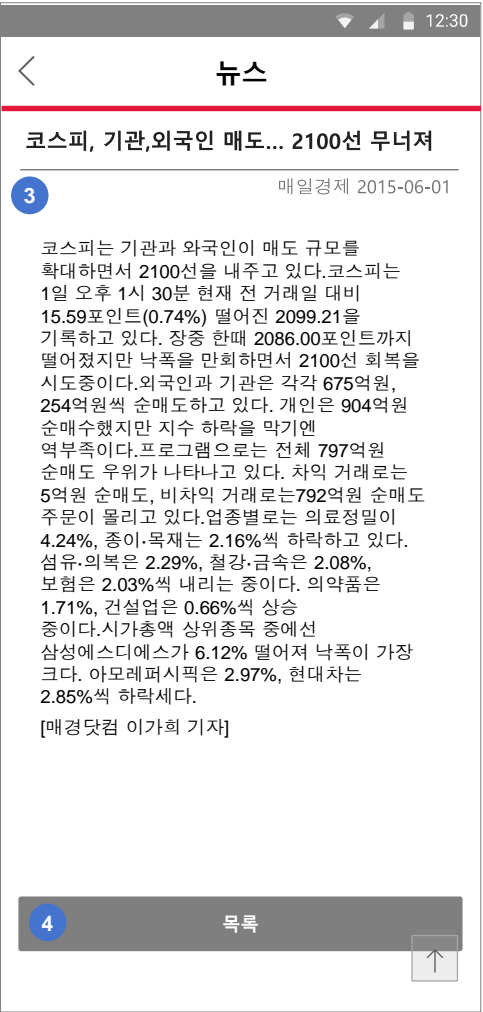 12:30
뉴스
코스피, 기관,외국인 매도... 2100선 무너져
3
매일경제 2015-06-01
코스피는 기관과 와국인이 매도 규모를
확대하면서 2100선을 내주고 있다.코스피는
1일 오후 1시 30분 현재 전 거래일 대비
15.59포인트(0.74%) 떨어진 2099.21을
기록하고 있다. 장중 한때 2086.00포인트까지
떨어졌지만 낙폭을 만회하면서 2100선 회복을
시도중이다.외국인과 기관은 각각 675억원,
254억원씩 순매도하고 있다. 개인은 904억원
순매수했지만 지수 하락을 막기엔
역부족이다.프로그램으로는 전체 797억원
순매도 우위가 나타나고 있다. 차익 거래로는
5억원 순매도, 비차익 거래로는792억원 순매도
주문이 몰리고 있다.업종별로는 의료정밀이
4.24%, 종이·목재는 2.16%씩 하락하고 있다.
섬유·의복은 2.29%, 철강·금속은 2.08%,
보험은 2.03%씩 내리는 중이다. 의약품은
1.71%, 건설업은 0.66%씩 상승
중이다.시가총액 상위종목 중에선
삼성에스디에스가 6.12% 떨어져 낙폭이 가장
크다. 아모레퍼시픽은 2.97%, 현대차는
2.85%씩 하락세다.
[매경닷컴 이가희 기자]
4
목록